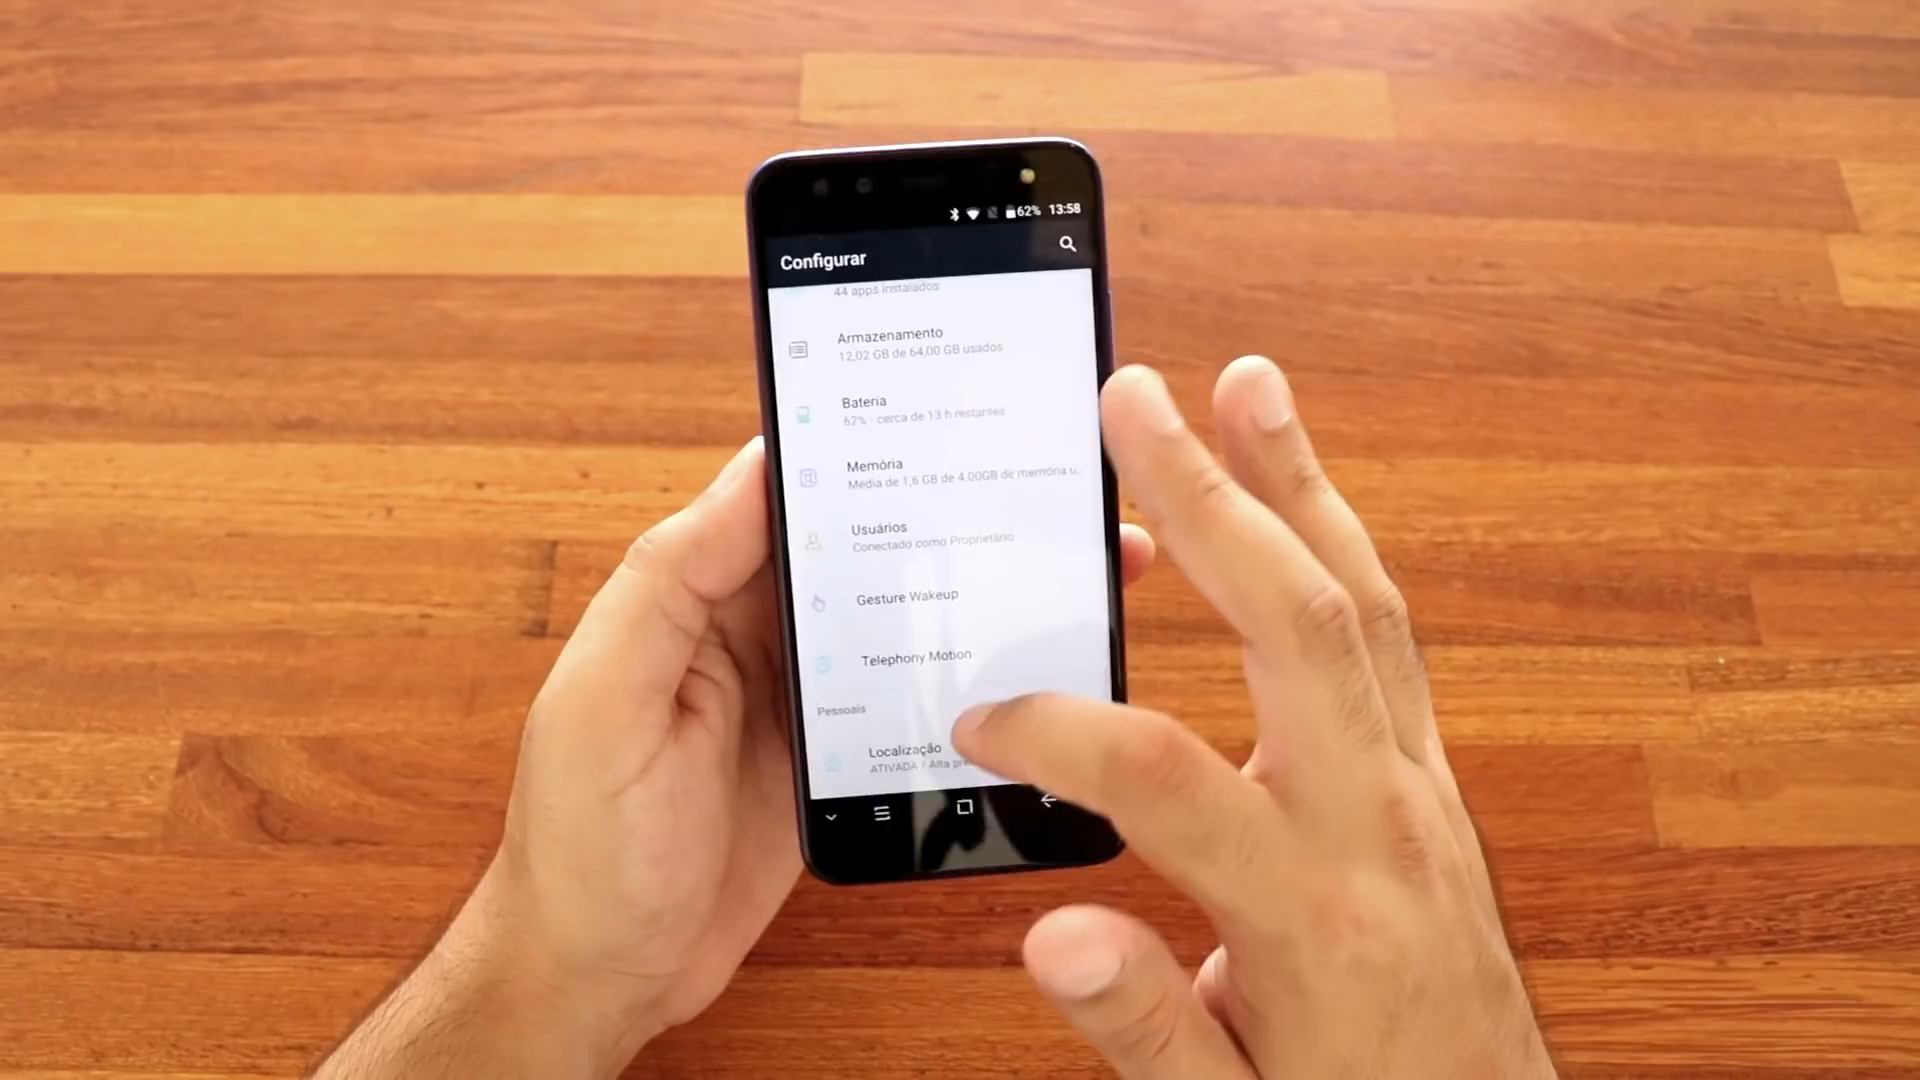 62% 13:58
Configurar
44 apps instalados
Armazenamento
12,02 GB de 64,00 GB usados
Bateria
62% - cerca de 13 h restantes
Memória
Média de 1,6 GB de 4,00GB de memória u...
Usuários
Conectado como Proprietário
Gesture Wakeup
Telephony Motion
Pessoais
Localização
ATIVADA / Alta